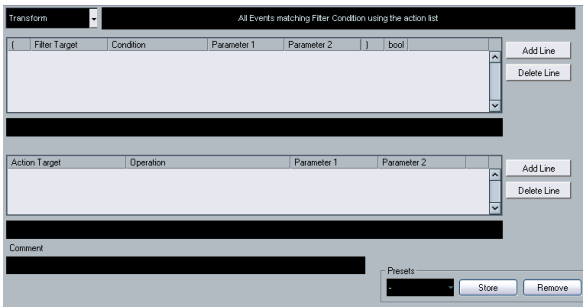 Transform All Events matching Filter Condition using the action list
( Filter Target Condition Parameter 1 Parameter 2 ) bool
Add Line
Delete Line
Action Target Operation Parameter 1 Parameter 2
Add Line
Delete Line
Comment
Presets
- Store Remove